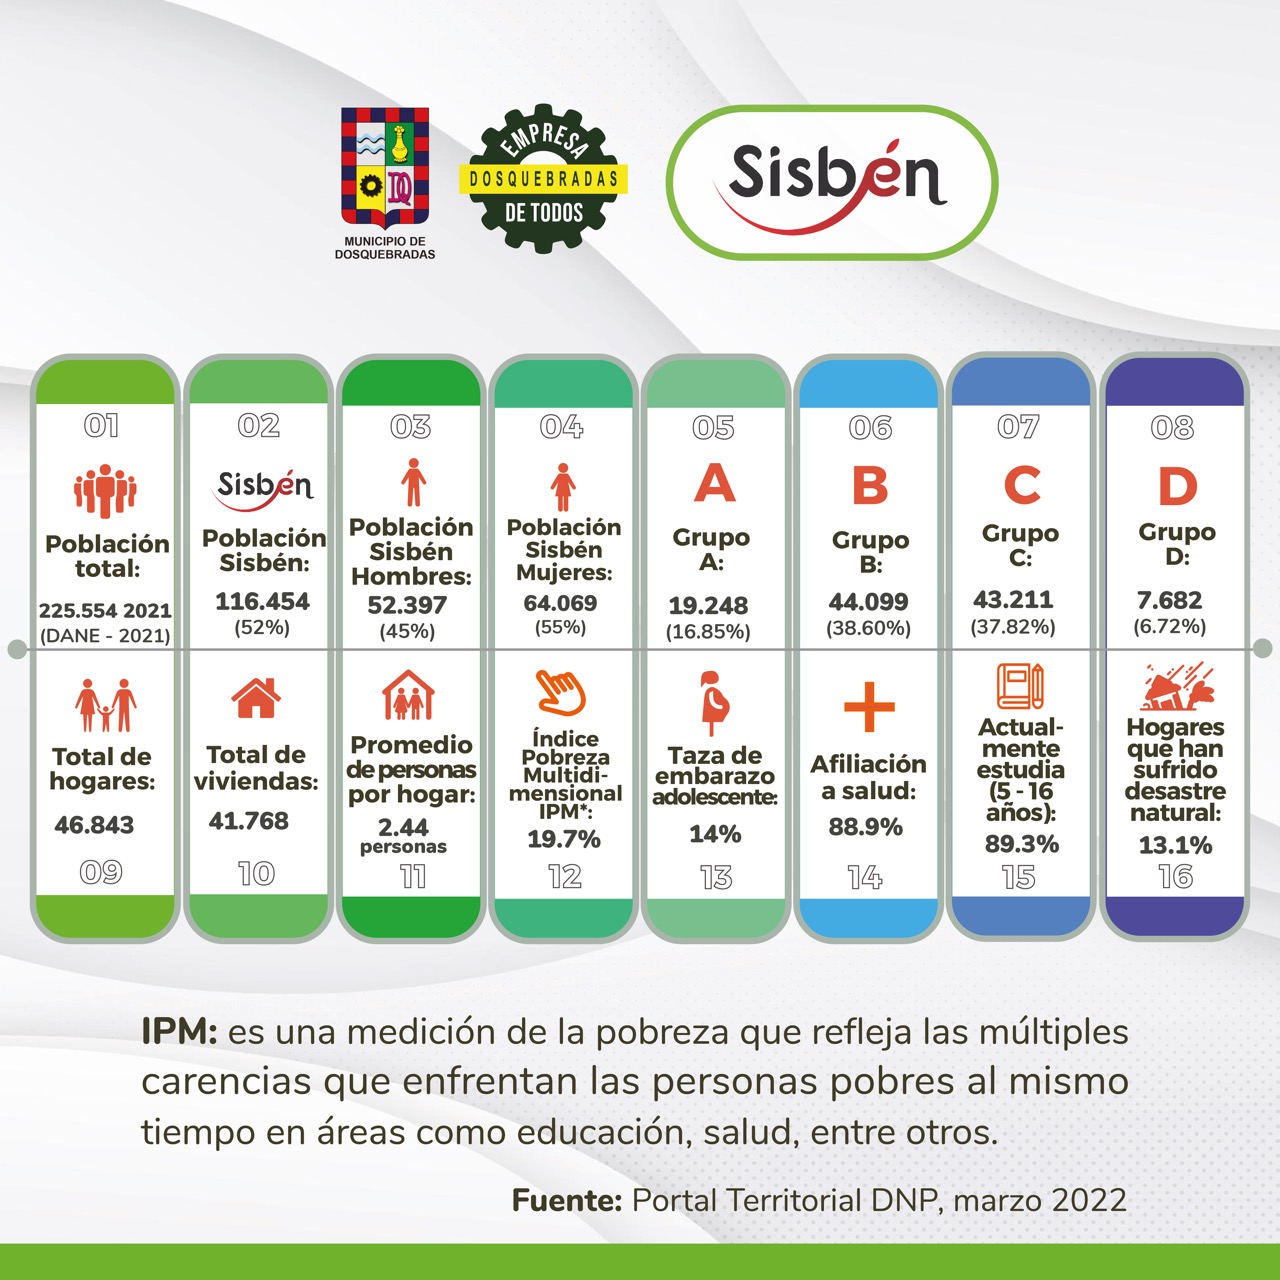 MUNICIPIO DE
DOSQUEBRADAS
EMPRESA
DOSQUEBRADAS
DE TODOS
Sisbén
01
Población
total:
225.554 2021
(DANE - 2021)
02
Sisbén
Población
Sisbén:
116.454
(52%)
03
Población
Sisbén
Hombres:
52.397
(45%)
04
Población
Sisbén
Mujeres:
64.069
(55%)
05
A
Grupo
A:
19.248
(16.85%)
06
B
Grupo
B:
44.099
(38.60%)
07
C
Grupo
C:
43.211
(37.82%)
08
D
Grupo
D:
7.682
(6.72%)
Total de
hogares:
46.843
09
Total de
viviendas:
41.768
10
Promedio
de personas
por hogar:
2.44
personas
11
Índice
Pobreza
Multidi-
mensional
IPM*:
19.7%
12
Taza de
embarazo
adolescente:
14%
13
Afiliación
a salud:
88.9%
14
Actual-
mente
estudia
(5 - 16
años):
89.3%
15
Hogares
que han
sufrido
desastre
natural:
13.1%
16
IPM: es una medición de la pobreza que refleja las múltiples
carencias que enfrentan las personas pobres al mismo
tiempo en áreas como educación, salud, entre otros.
Fuente: Portal Territorial DNP, marzo 2022